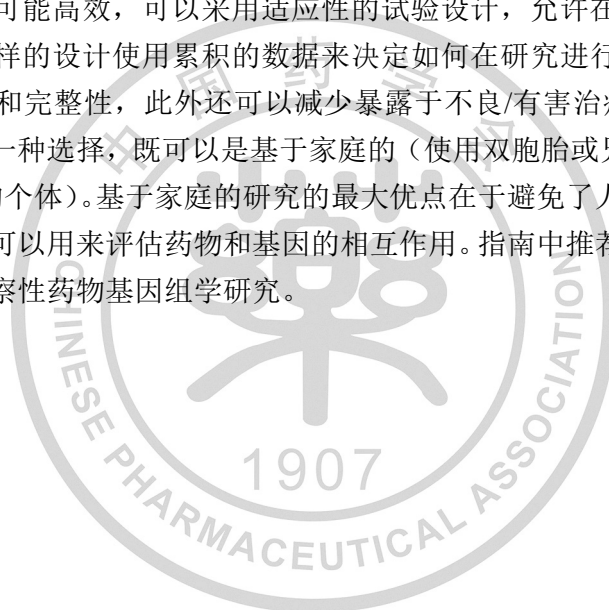 可能高效，可以采用适应性的试验设计，允许在
样的设计使用累积的数据来决定如何在研究进行
和完整性，此外还可以减少暴露于不良/有害治
一种选择，既可以是基于家庭的（使用双胞胎或
个体）。基于家庭的研究的最大优点在于避免了
可以用来评估药物和基因的相互作用。指南中推荐
察性药物基因组学研究。
中国药学会
1907
CHINESE PHARMACEUTICAL ASSOCIATION